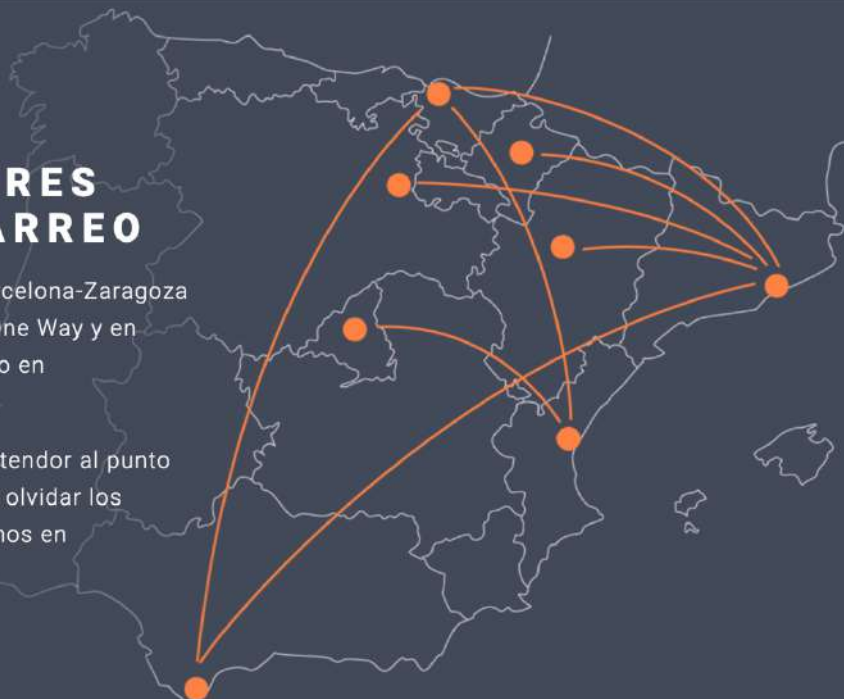 RES
ARREO
celona-Zaragoza
One Way y en
o en
tendor al punto
olvidar los
nos en